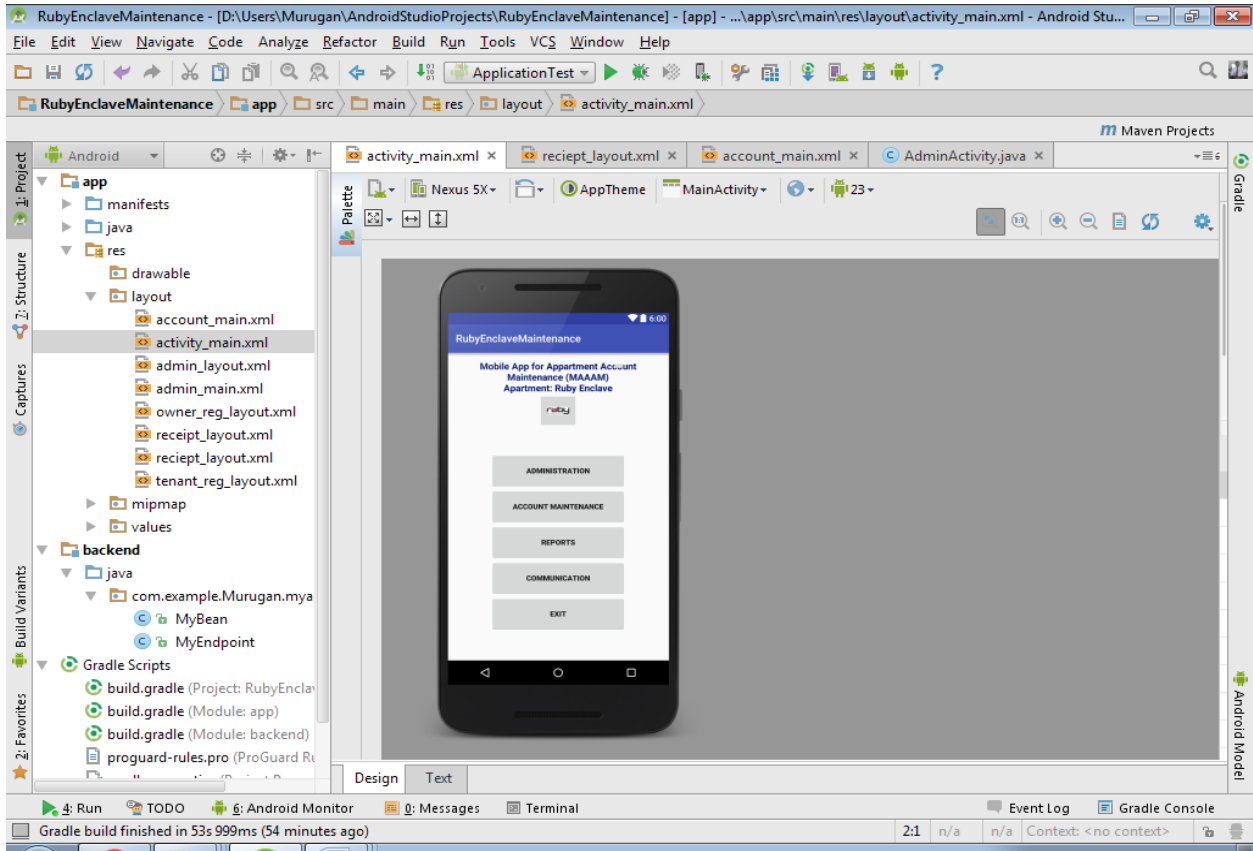 RubyEnclaveMaintenance - [D:\Users\Murugan\AndroidStudioProjects\RubyEnclaveMaintenance] - [app] - ...\app\src\main\res\layout\activity_main.xml - Android Stu...
File Edit View Navigate Code Analyze Refactor Build Run Tools VCS Window Help
ApplicationTest
RubyEnclaveMaintenance app src main res layout activity_main.xml
Maven Projects
1: Project
7: Structure
Captures
Build Variants
2: Favorites
Android
app
manifests
java
res
drawable
layout
account_main.xml
activity_main.xml
admin_layout.xml
admin_main.xml
owner_reg_layout.xml
receipt_layout.xml
reciept_layout.xml
tenant_reg_layout.xml
mipmap
values
backend
java
com.example.Murugan.mya
MyBean
MyEndpoint
Gradle Scripts
build.gradle (Project: RubyEncla
build.gradle (Module: app)
build.gradle (Module: backend)
proguard-rules.pro (ProGuard Ru
activity_main.xml reciept_layout.xml account_main.xml AdminActivity.java
Palette
Nexus 5X AppTheme MainActivity 23
6:00
RubyEnclaveMaintenance
Mobile App for Appartment Account
Maintenance (MAAAM)
Apartment: Ruby Enclave
ruby
ADMINISTRATION
ACCOUNT MAINTENANCE
REPORTS
COMMUNICATION
EXIT
Design Text
Gradle
Android Model
4: Run TODO 6: Android Monitor 0: Messages Terminal Event Log Gradle Console
Gradle build finished in 53s 999ms (54 minutes ago) 2:1 n/a n/a Context: <no context>